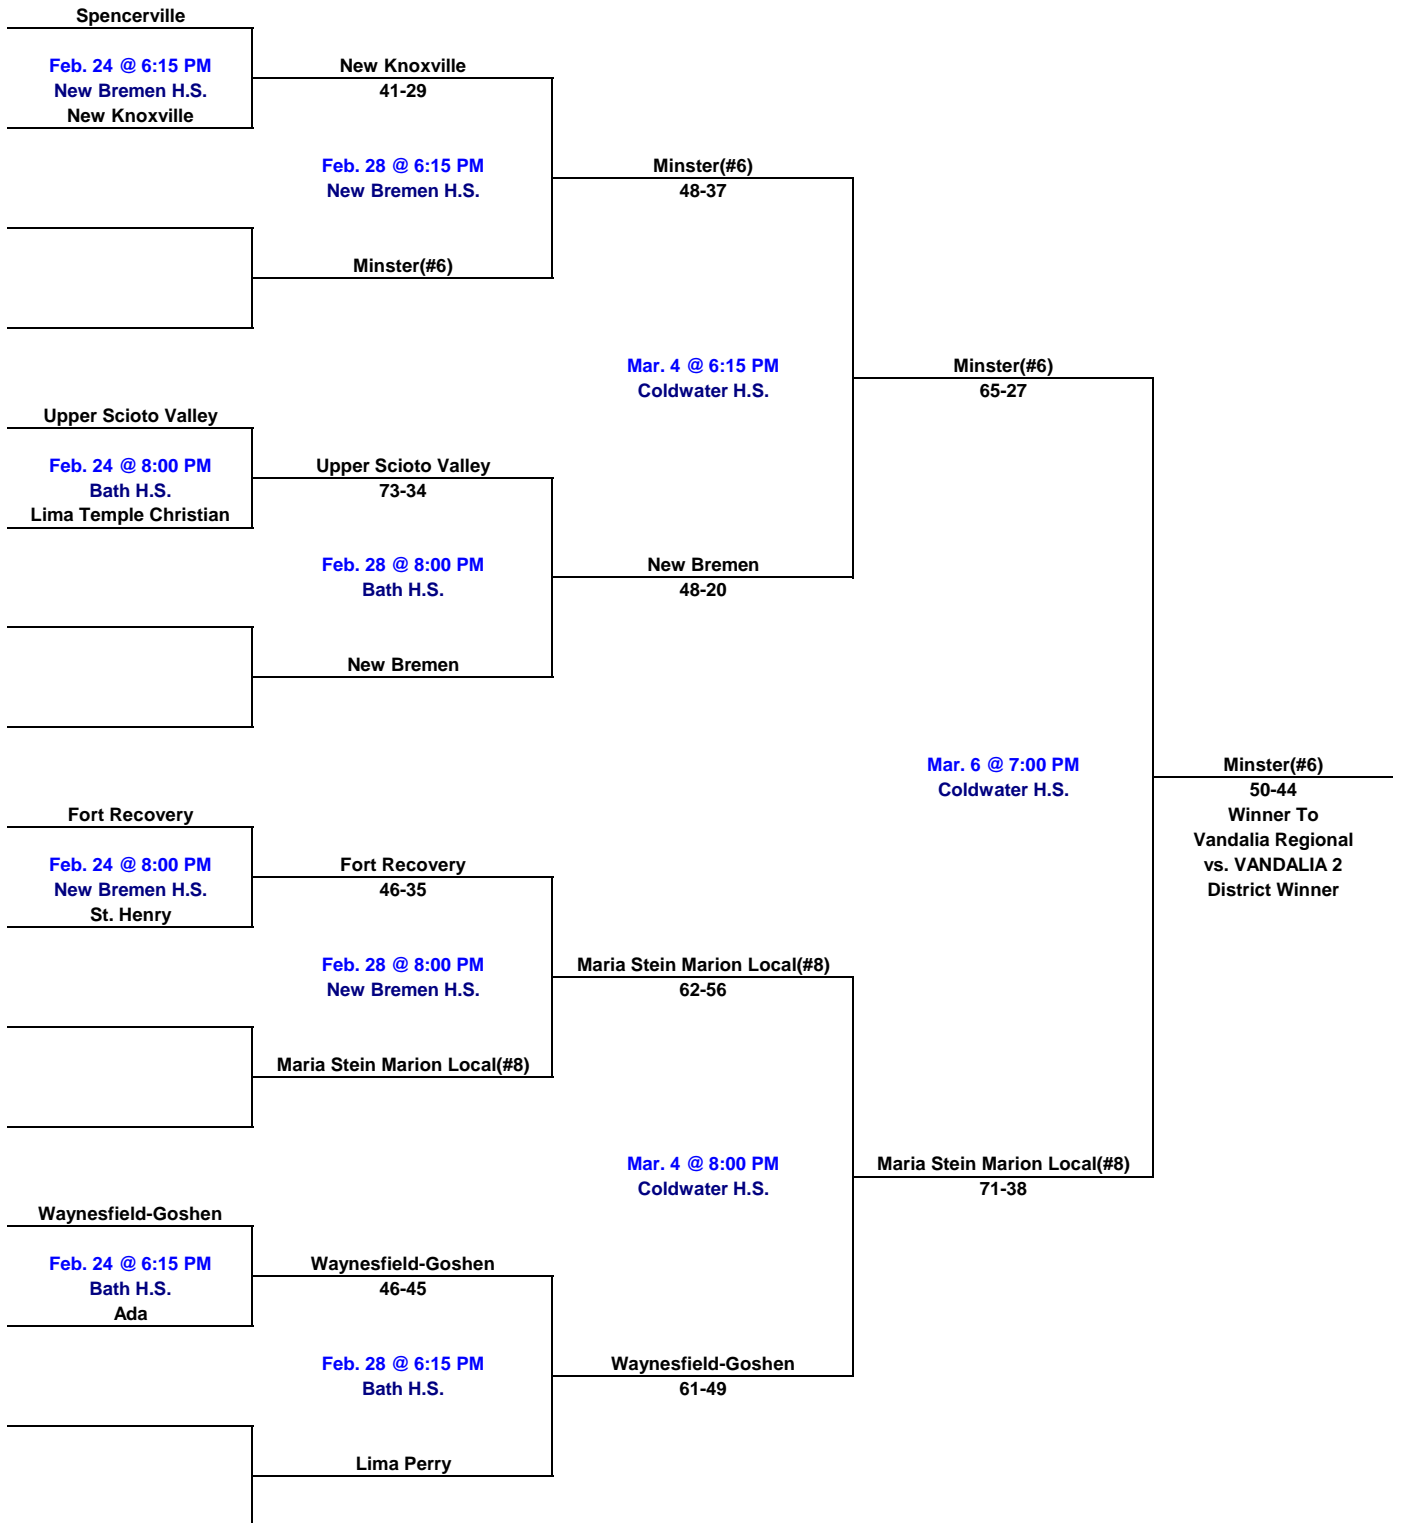 Spencerville
Feb. 24 @ 6:15 PM
New Bremen H.S.
New Knoxville
New Knoxville
41-29
Feb. 28 @ 6:15 PM
New Bremen H.S.
Minster(#6)
Minster(#6)
48-37
Mar. 4 @ 6:15 PM
Coldwater H.S.
Minster(#6)
65-27
Upper Scioto Valley
Feb. 24 @ 8:00 PM
Bath H.S.
Lima Temple Christian
Upper Scioto Valley
73-34
Feb. 28 @ 8:00 PM
Bath H.S.
New Bremen
New Bremen
48-20
Mar. 6 @ 7:00 PM
Coldwater H.S.
Minster(#6)
50-44
Winner To
Vandalia Regional
vs. VANDALIA 2
District Winner
Fort Recovery
Feb. 24 @ 8:00 PM
New Bremen H.S.
St. Henry
Fort Recovery
46-35
Feb. 28 @ 8:00 PM
New Bremen H.S.
Maria Stein Marion Local(#8)
Maria Stein Marion Local(#8)
62-56
Mar. 4 @ 8:00 PM
Coldwater H.S.
Maria Stein Marion Local(#8)
71-38
Waynesfield-Goshen
Feb. 24 @ 6:15 PM
Bath H.S.
Ada
Waynesfield-Goshen
46-45
Feb. 28 @ 6:15 PM
Bath H.S.
Lima Perry
Waynesfield-Goshen
61-49